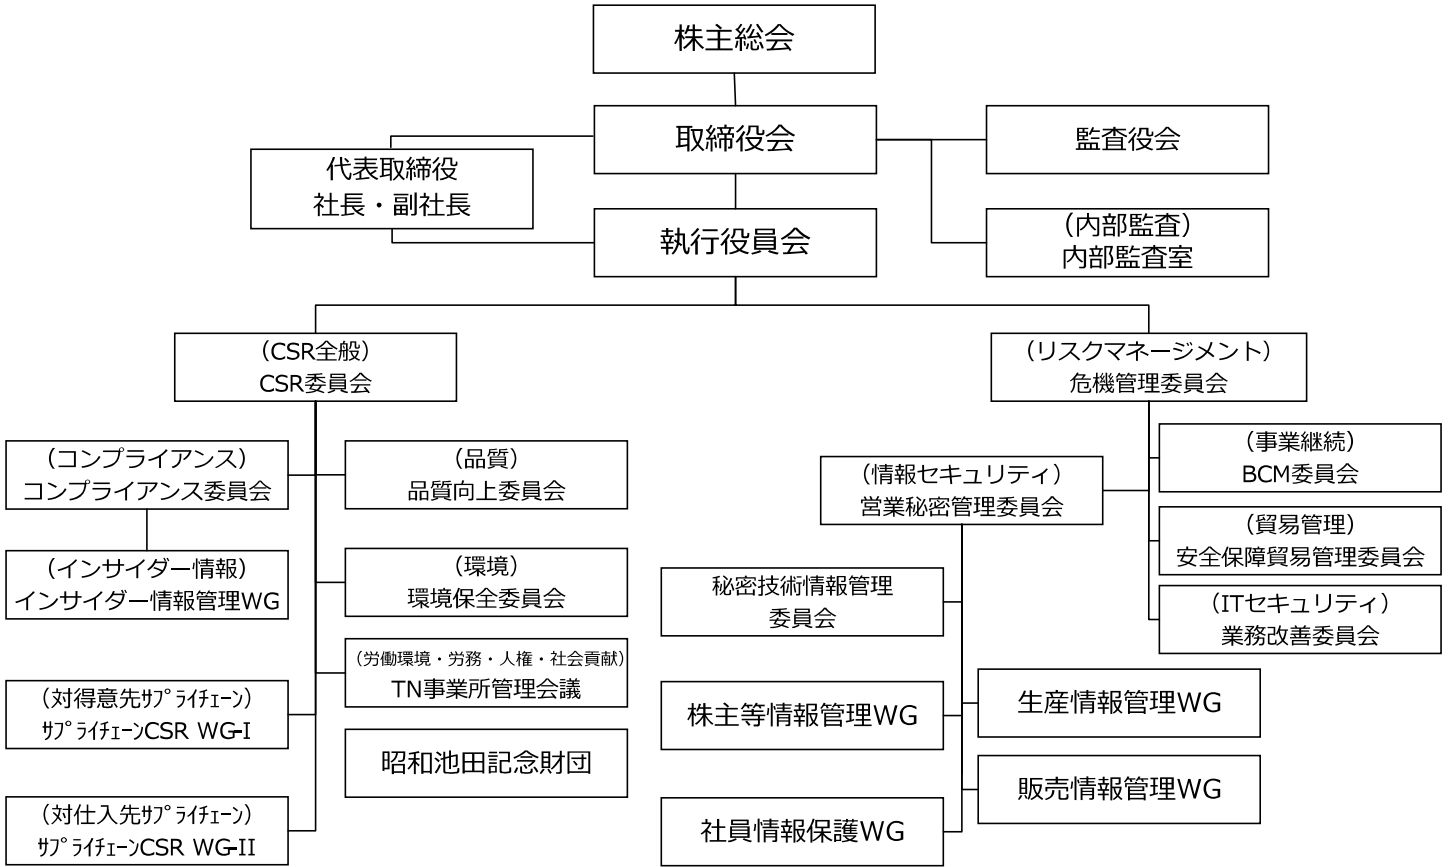 株主総会
取締役会
監査役会
代表取締役
社長・副社長
執行役員会
（内部監査）
内部監査室
（CSR全般）
CSR委員会
（リスクマネージメント）
危機管理委員会
（コンプライアンス）
コンプライアンス委員会
（品質）
品質向上委員会
（情報セキュリティ）
営業秘密管理委員会
（事業継続）
BCM委員会
（貿易管理）
安全保障貿易管理委員会
（インサイダー情報）
インサイダー情報管理WG
（環境）
環境保全委員会
秘密技術情報管理
委員会
（ITセキュリティ）
業務改善委員会
（労働環境・労務・人権・社会貢献）
TN事業所管理会議
（対得意先ｻﾌﾟﾗｲﾁｪｰﾝ）
ｻﾌﾟﾗｲﾁｪｰﾝCSR WG-I
株主等情報管理WG
生産情報管理WG
昭和池田記念財団
販売情報管理WG
（対仕入先ｻﾌﾟﾗｲﾁｪｰﾝ）
ｻﾌﾟﾗｲﾁｪｰﾝCSR WG-II
社員情報保護WG